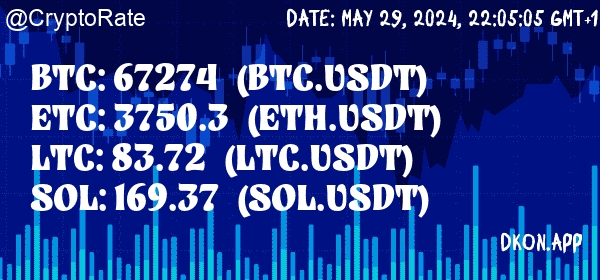 @CryptoRate
DATE: MAY 29, 2024, 22:05:05 GMT+1
BTC: 67274 (BTC.USDT)
ETC: 3750.3 (ETH.USDT)
LTC: 83.72 (LTC.USDT)
SOL: 169.37 (SOL.USDT)
DKON.APP